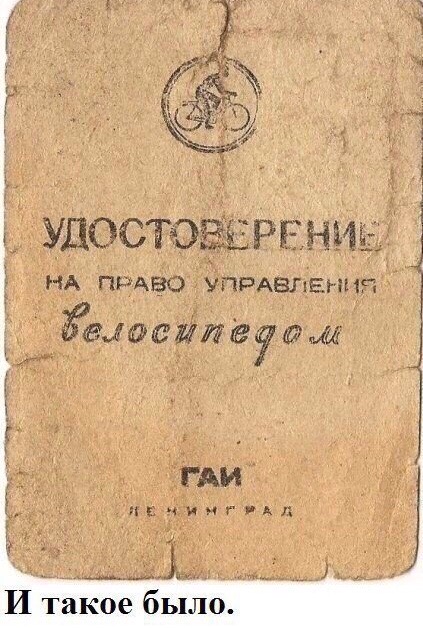 УДОСТОВЕРЕНИЕ
НА ПРАВО УПРАВЛЕНИЯ
велосипедом
ГАИ
ЛЕНИНГРАД
И такое было.